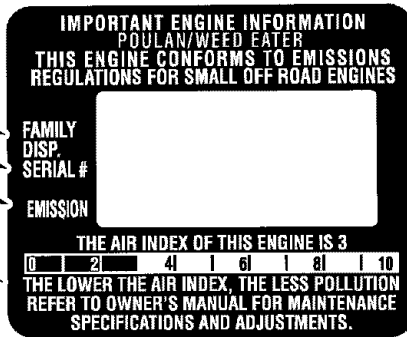 IMPORTANT ENGINE INFORMATION
POULAN/WEED EATER
THIS ENGINE CONFORMS TO EMISSIONS
REGULATIONS FOR SMALL OFF ROAD ENGINES
FAMILY
DISP.
SERIAL #
EMISSION
THE AIR INDEX OF THIS ENGINE IS 3
0 2 4 6 8 10
THE LOWER THE AIR INDEX, THE LESS POLLUTION
REFER TO OWNER'S MANUAL FOR MAINTENANCE
SPECIFICATIONS AND ADJUSTMENTS.